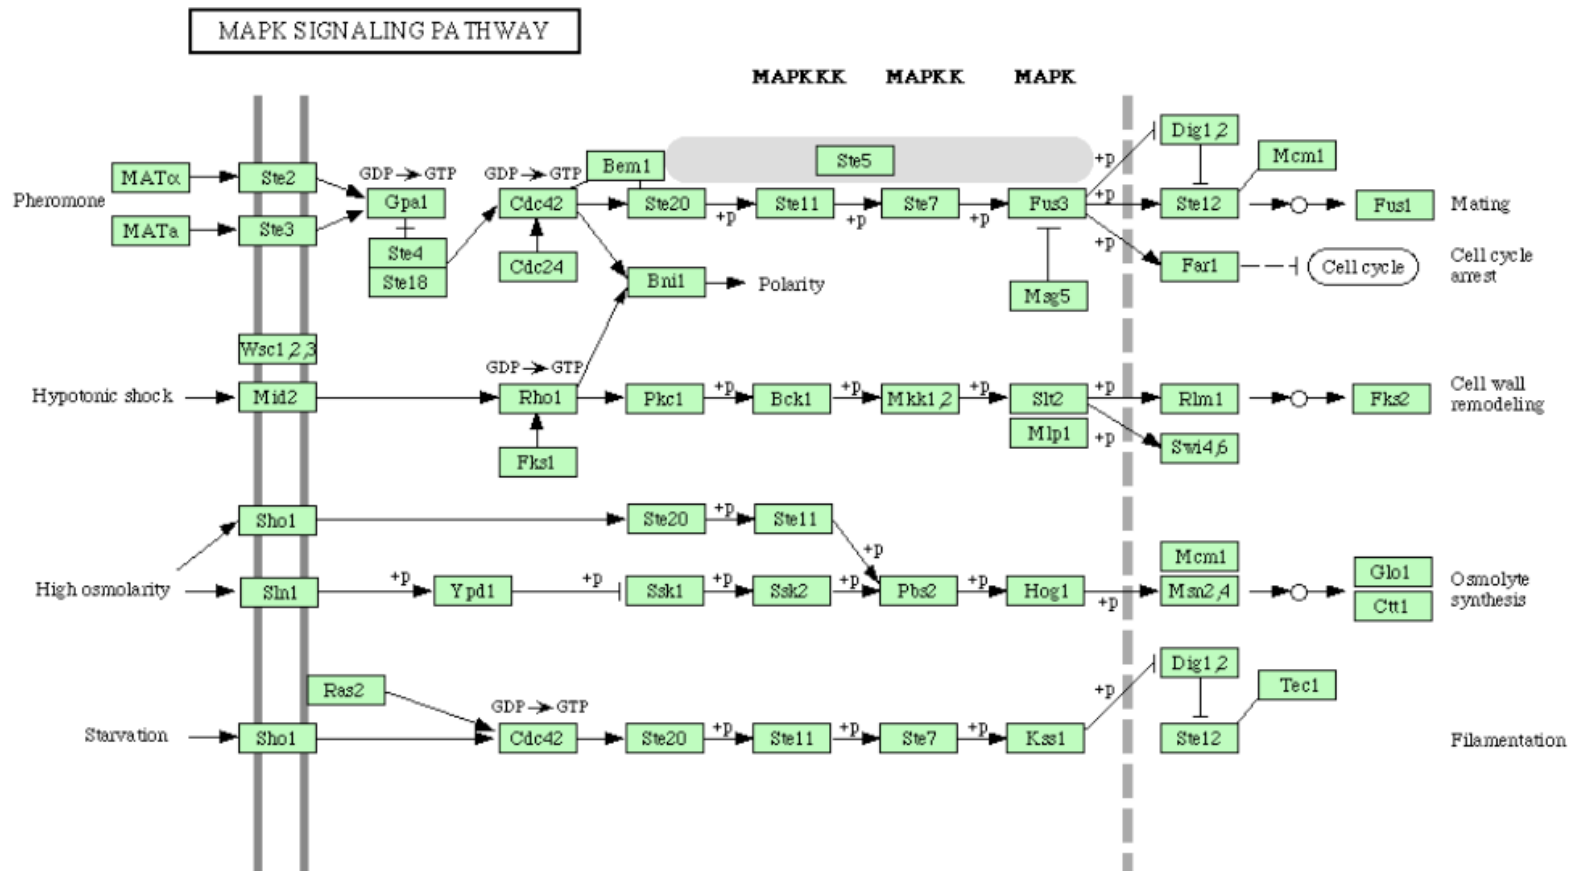 MAPK SIGNALING PATHWAY
MAPKKK MAPKK MAPK
Dig1,2
Mcm1
Bem1
Ste5
+p
MATα
Ste2
GDP → GTP
GDP → GTP
Pheromone
Gpa1
Cdc42
Ste20
+p
Ste11
+p
Ste7
+p
Fus3
+p
Ste12
Fus1
Mating
MATa
Ste3
Ste4
Ste18
Cdc24
Bni1
Polarity
Msg5
+p
Far1
Cell cycle
Cell cycle
arrest
Wsc1,2,3
GDP → GTP
Hypotonic shock
Mid2
Rho1
Pkc1
+p
Bck1
+p
Mkk1,2
+p
Slt2
+p
Rlm1
Fks2
Cell wall
remodeling
Mlp1
+p
Swi4,6
Fks1
Sho1
Ste20
+p
Ste11
+p
Mcm1
High osmolarity
Sln1
+p
Ypd1
+p
Ssk1
+p
Ssk2
+p
Pbs2
+p
Hog1
+p
Msn2,4
Glo1
Ctt1
Osmolyte
synthesis
Ras2
GDP → GTP
+p
Dig1,2
Tec1
Starvation
Sho1
Cdc42
Ste20
+p
Ste11
+p
Ste7
+p
Kss1
Ste12
Filamentation